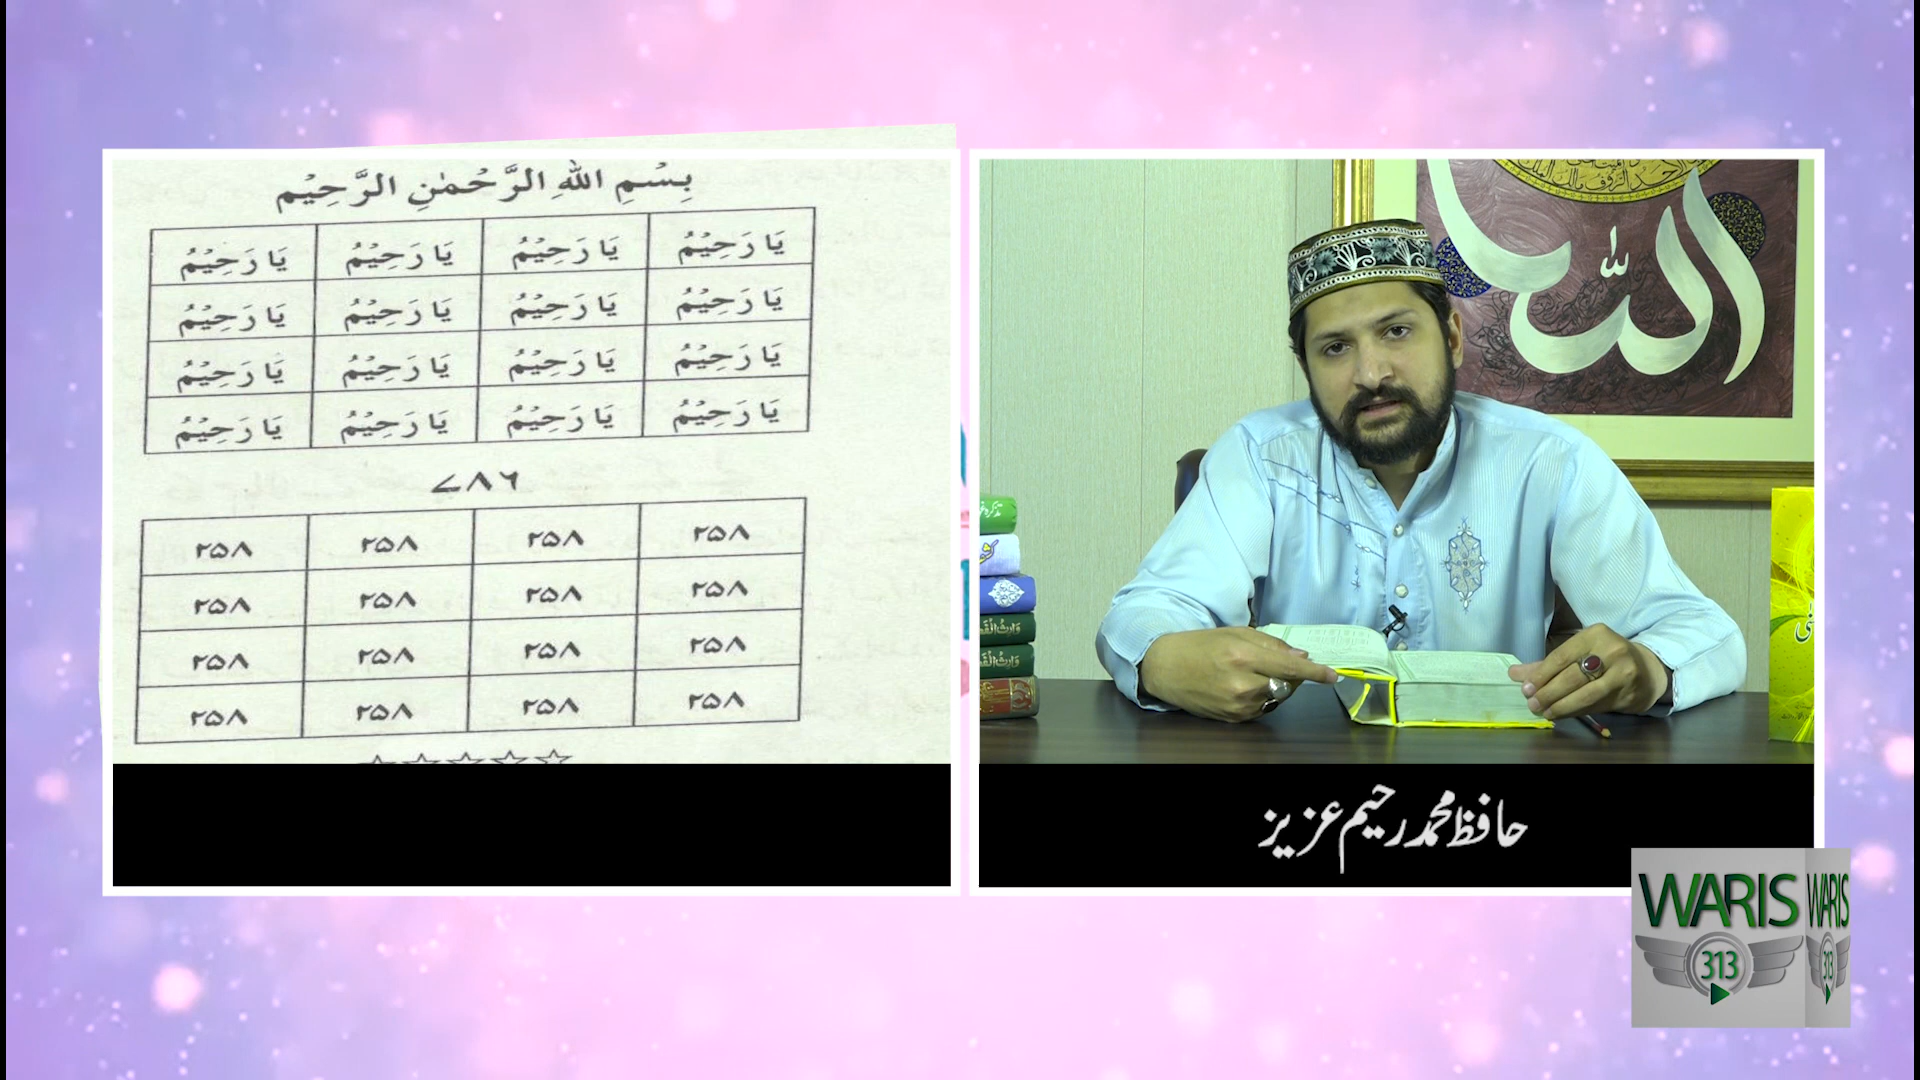 بِسْمِ اللّٰهِ الرَّحْمٰنِ الرَّحِيْمِ
يَا رَحِيْمُ يَا رَحِيْمُ يَا رَحِيْمُ يَا رَحِيْمُ
يَا رَحِيْمُ يَا رَحِيْمُ يَا رَحِيْمُ يَا رَحِيْمُ
يَا رَحِيْمُ يَا رَحِيْمُ يَا رَحِيْمُ يَا رَحِيْمُ
يَا رَحِيْمُ يَا رَحِيْمُ يَا رَحِيْمُ يَا رَحِيْمُ
۷۸۶
۲۵۸ ۲۵۸ ۲۵۸ ۲۵۸
۲۵۸ ۲۵۸ ۲۵۸ ۲۵۸
۲۵۸ ۲۵۸ ۲۵۸ ۲۵۸
۲۵۸ ۲۵۸ ۲۵۸ ۲۵۸
الله
حافظ محمد رحیم عزیز
WARIS WARIS
313 313